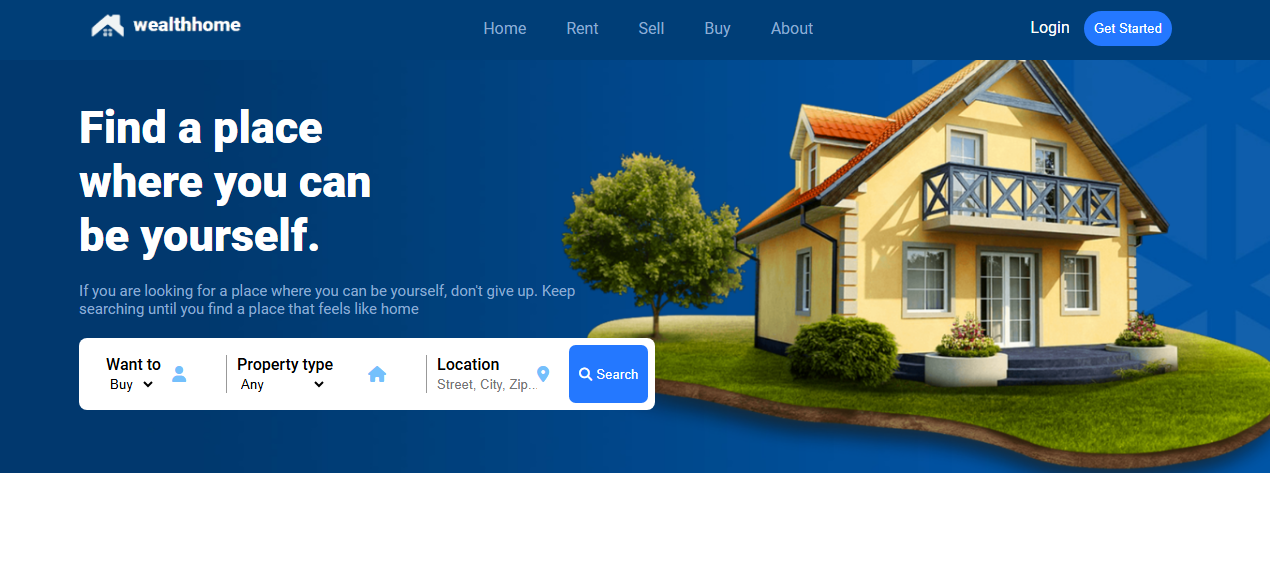 wealthhome
Home Rent Sell Buy About
Login Get Started
Find a place
where you can
be yourself.
If you are looking for a place where you can be yourself, don't give up. Keep
searching until you find a place that feels like home
Want to Property type Location
Buy Any Street, City, Zip..
Search